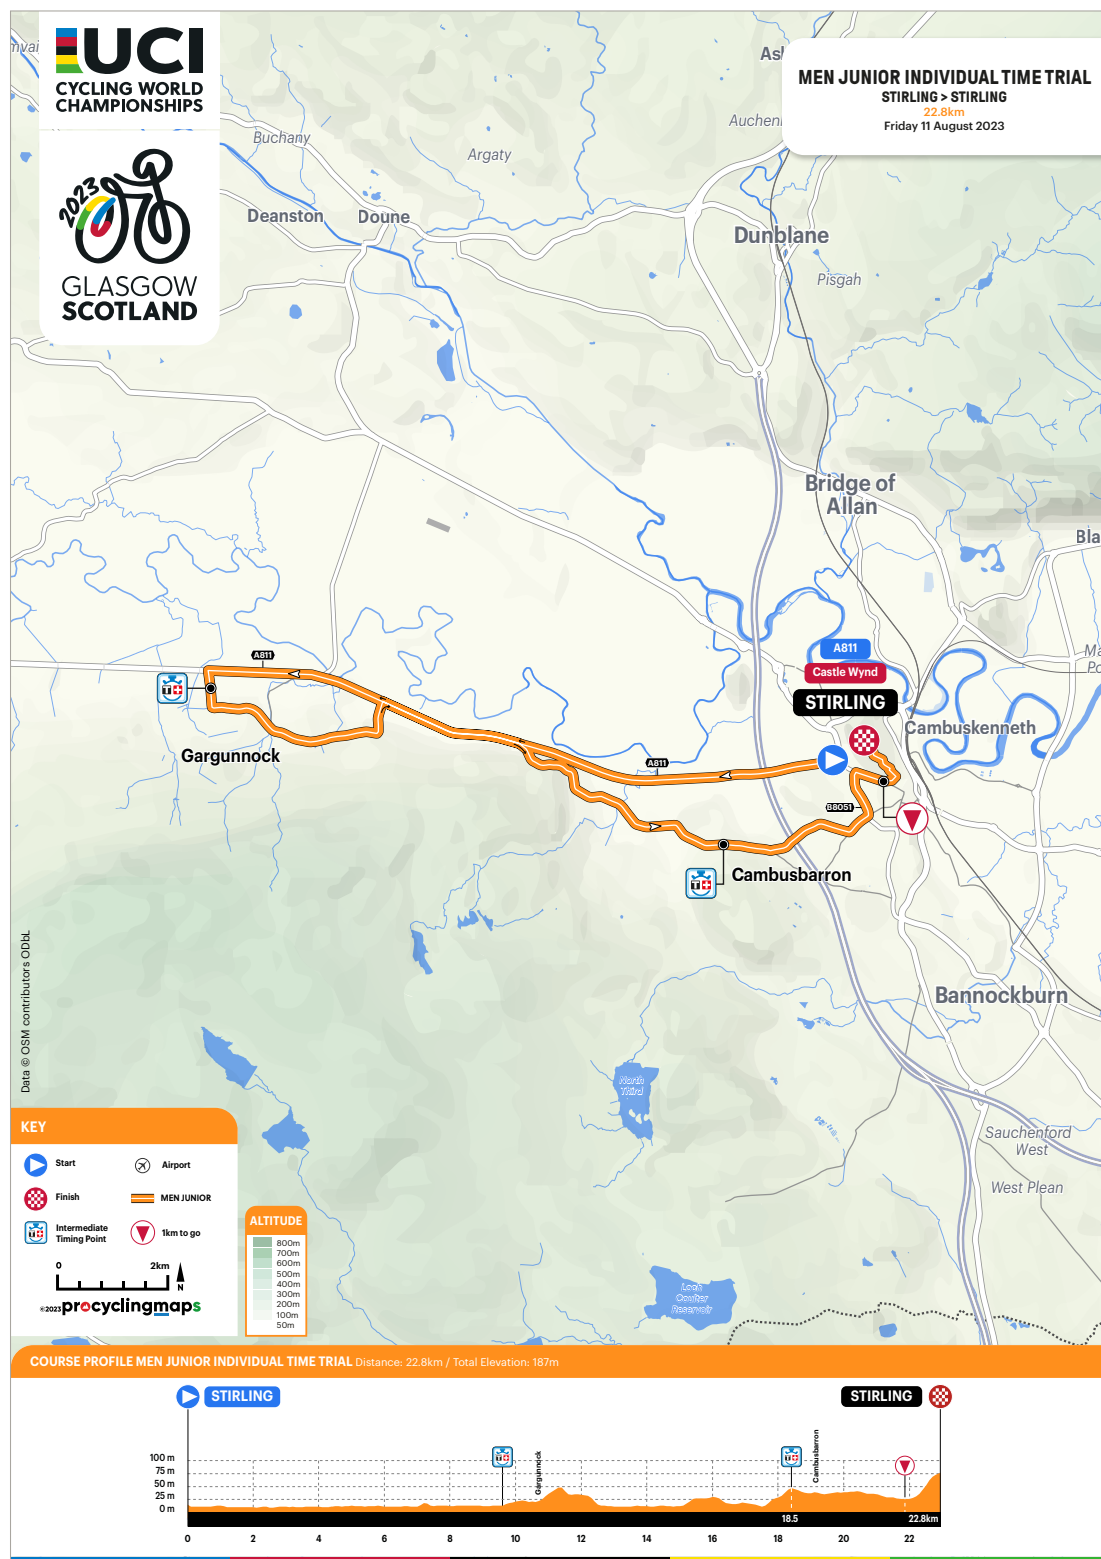 UCI
CYCLING WORLD
CHAMPIONSHIPS
2023
GLASGOW
SCOTLAND
MEN JUNIOR INDIVIDUAL TIME TRIAL
STIRLING > STIRLING
22.8km
Friday 11 August 2023
Buchany
Argaty
Deanston
Doune
Dunblane
Pisgah
Bridge of
Allan
A811
Castle Wynd
STIRLING
Cambuskenneth
A811
Gargunnock
A811
B8051
Cambusbarron
Bannockburn
North
Third
Sauchenford
West
West Plean
Loch
Coulter
Reservoir
Data © OSM contributors ODbL
KEY
Start
Airport
Finish
MEN JUNIOR
Intermediate
Timing Point
1km to go
0 2km
N
©2023 procyclingmaps
ALTITUDE
800m
700m
600m
500m
400m
300m
200m
100m
50m
COURSE PROFILE MEN JUNIOR INDIVIDUAL TIME TRIAL Distance: 22.8km / Total Elevation: 187m
STIRLING
STIRLING
Gargunnock
Cambusbarron
100 m
75 m
50 m
25 m
0 m
18.5
22.8km
0 2 4 6 8 10 12 14 16 18 20 22